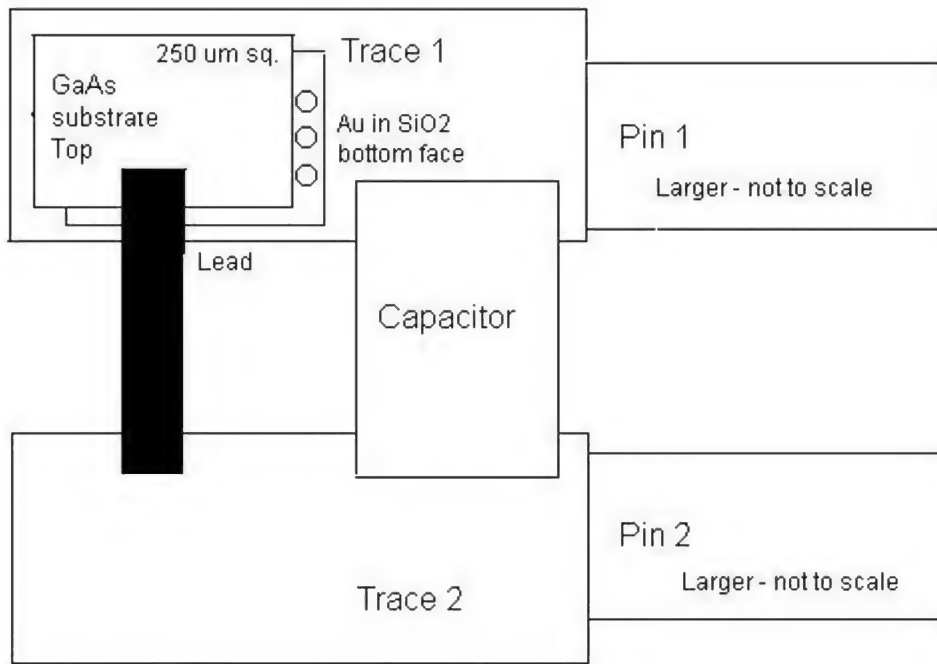 250 um sq.
GaAs
substrate
Top
Trace 1
Au in SiO2
bottom face
Pin 1
Larger - not to scale
Lead
Capacitor
Pin 2
Larger - not to scale
Trace 2